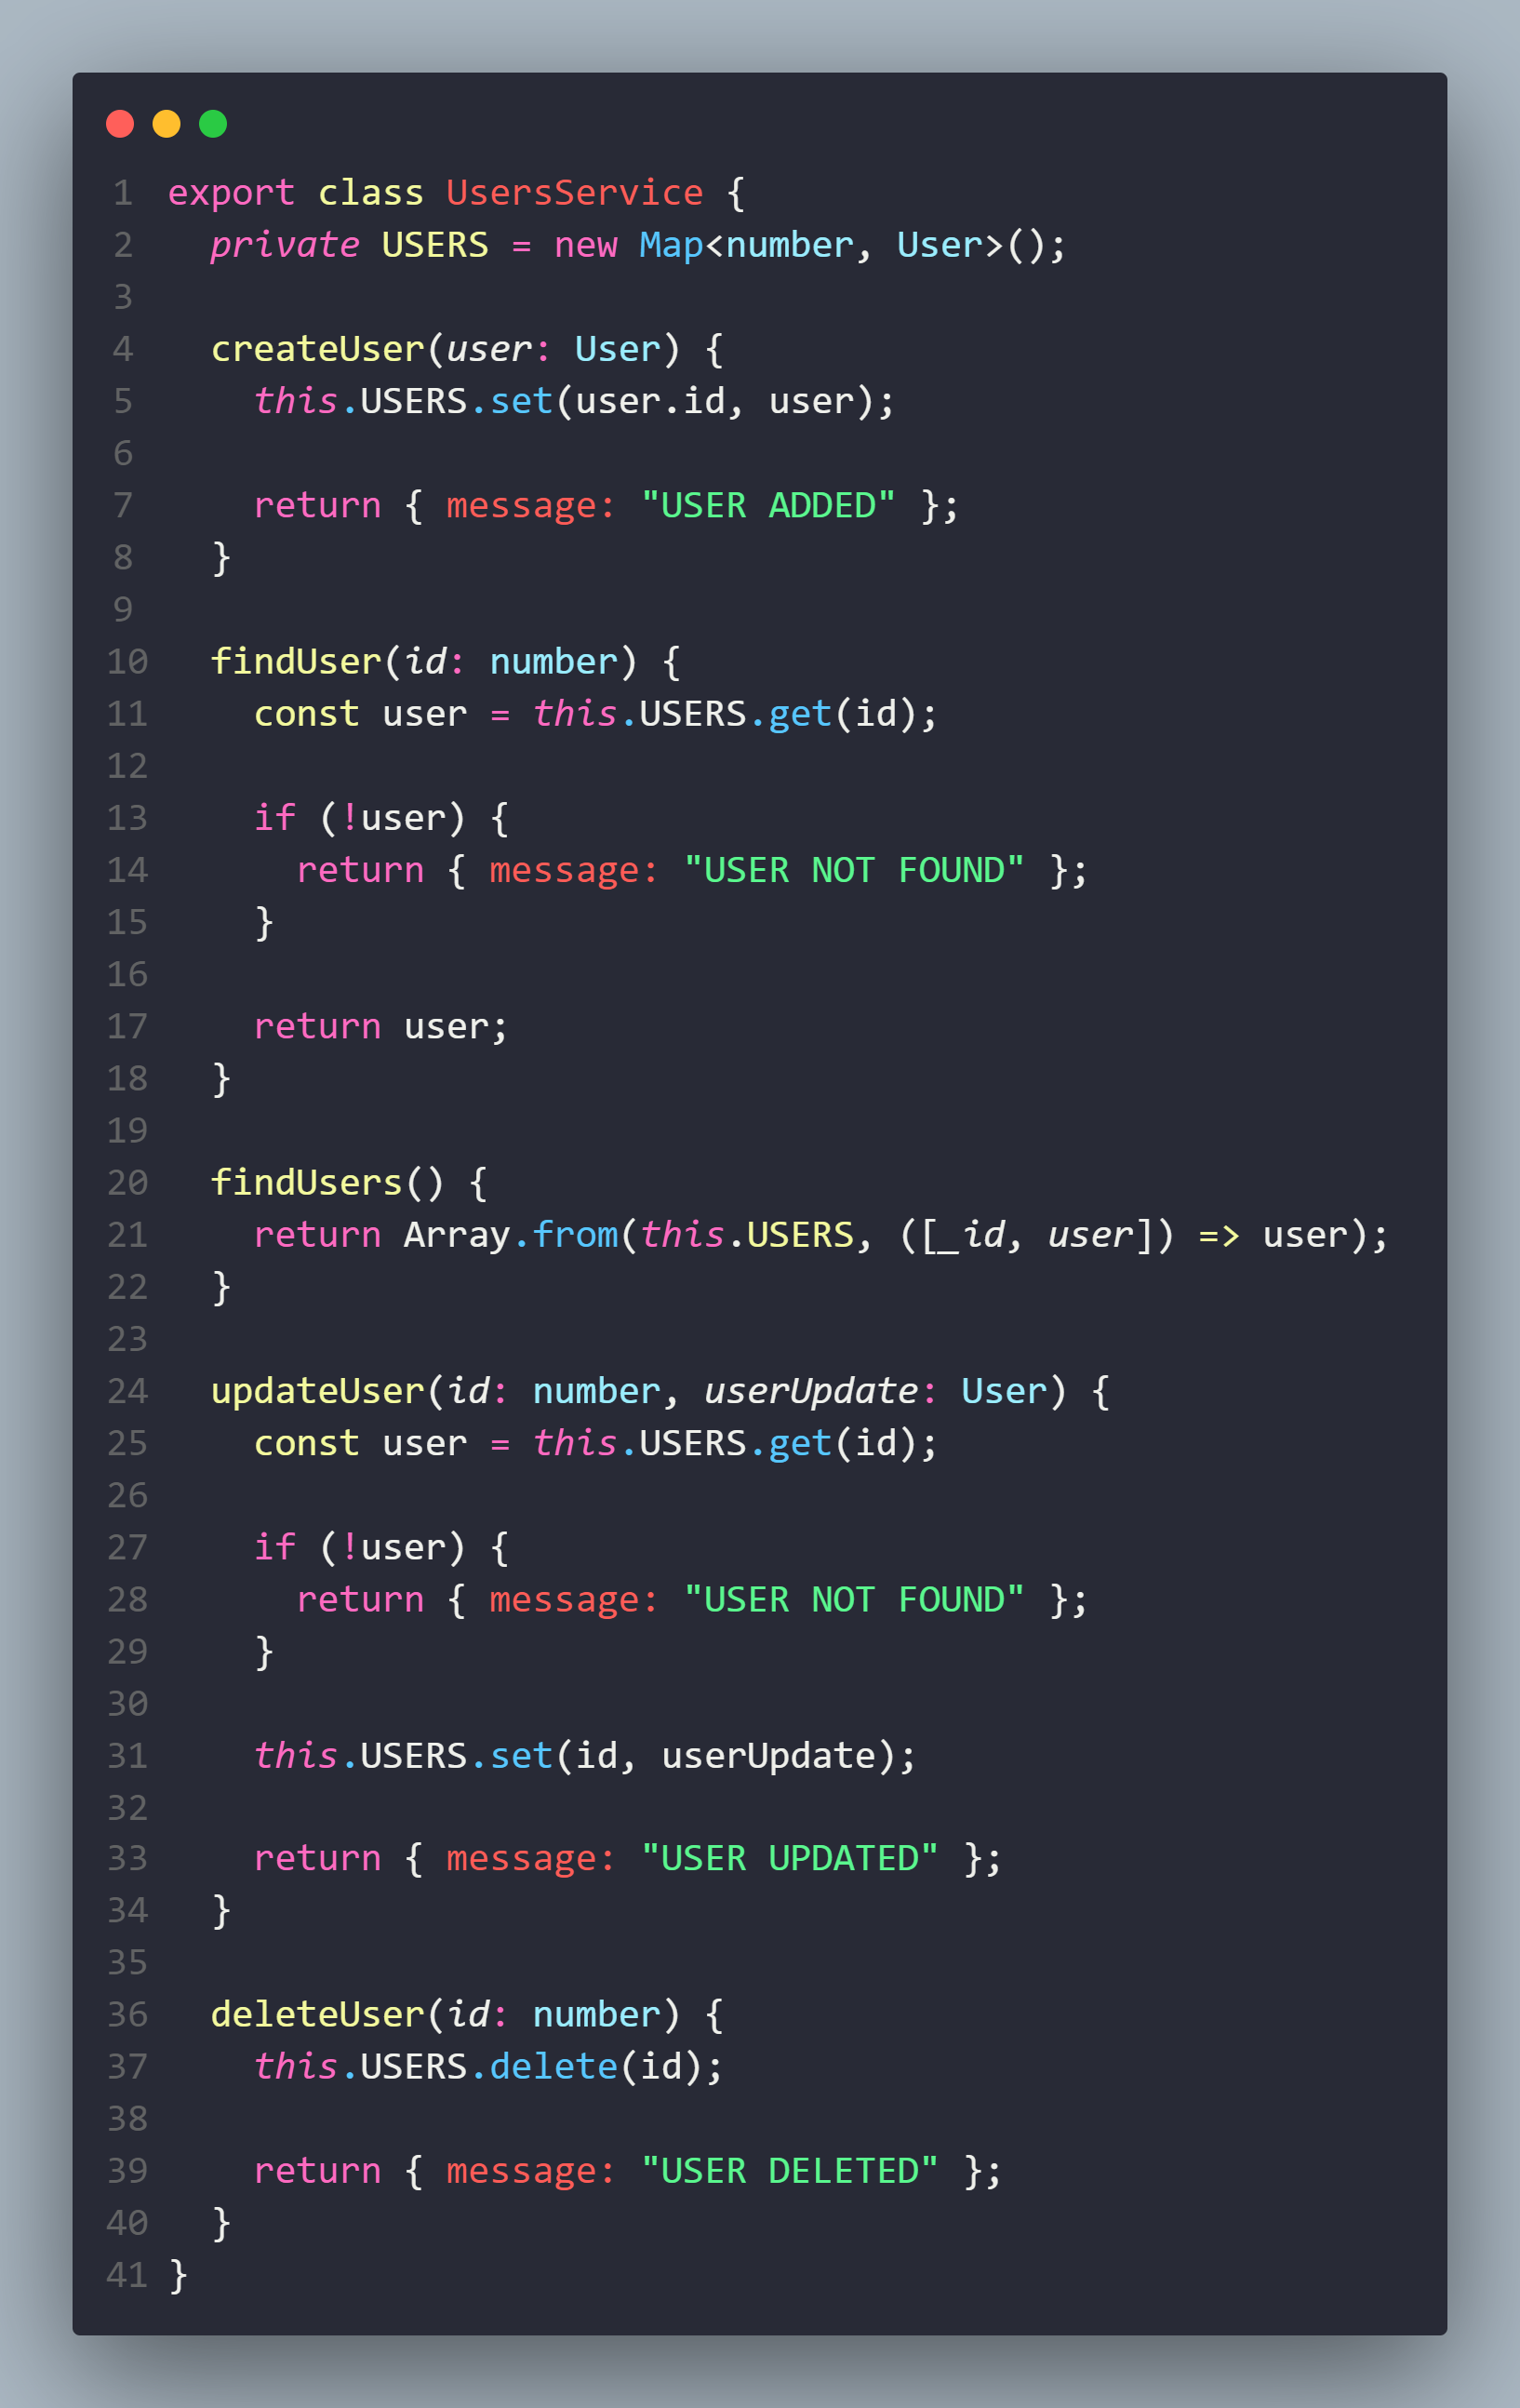 1 export class UsersService {
2   private USERS = new Map<number, User>();
3
4   createUser(user: User) {
5     this.USERS.set(user.id, user);
6
7     return { message: "USER ADDED" };
8   }
9
10   findUser(id: number) {
11     const user = this.USERS.get(id);
12
13     if (!user) {
14       return { message: "USER NOT FOUND" };
15     }
16
17     return user;
18   }
19
20   findUsers() {
21     return Array.from(this.USERS, ([_id, user]) => user);
22   }
23
24   updateUser(id: number, userUpdate: User) {
25     const user = this.USERS.get(id);
26
27     if (!user) {
28       return { message: "USER NOT FOUND" };
29     }
30
31     this.USERS.set(id, userUpdate);
32
33     return { message: "USER UPDATED" };
34   }
35
36   deleteUser(id: number) {
37     this.USERS.delete(id);
38
39     return { message: "USER DELETED" };
40   }
41 }